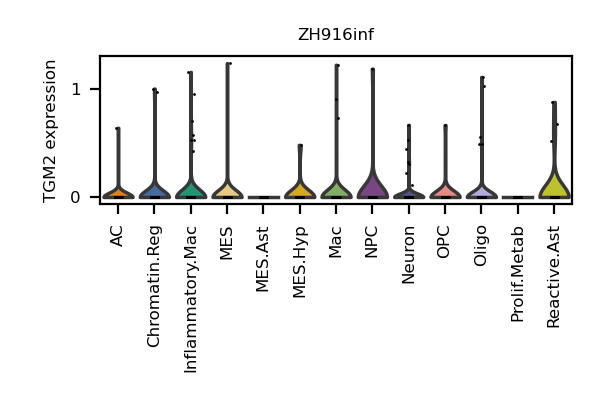 ZH916inf
TGM2 expression
1
0
AC
Chromatin.Reg
Inflammatory.Mac
MES
MES.Ast
MES.Hyp
Mac
NPC
Neuron
OPC
Oligo
Prolif.Metab
Reactive.Ast